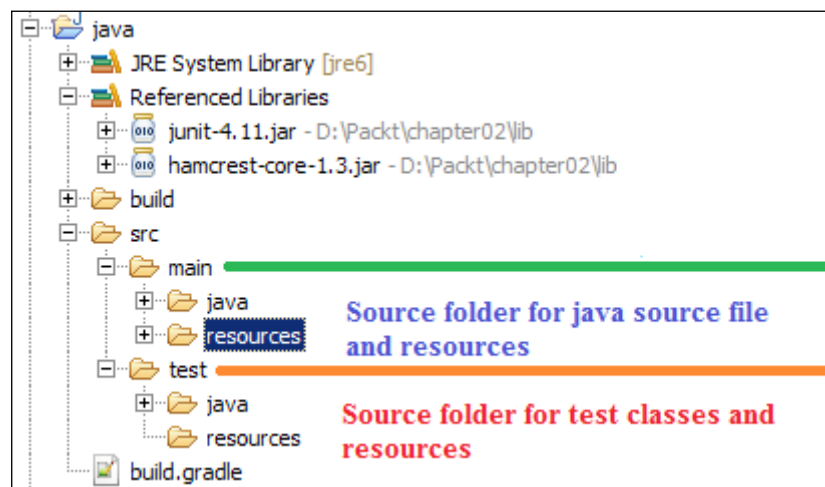 java
JRE System Library [jre6]
Referenced Libraries
junit-4.11.jar - D:\Packt\chapter02\lib
hamcrest-core-1.3.jar - D:\Packt\chapter02\lib
build
src
main
java
resources
Source folder for java source file
and resources
test
java
resources
Source folder for test classes and
resources
build.gradle